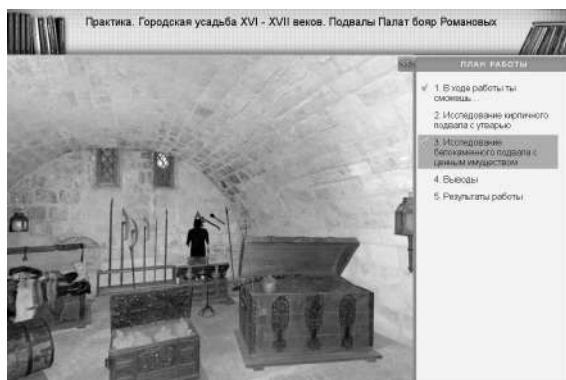 Практика. Городская усадьба XVI - XVII веков. Подвалы Палат бояр Романовых
ПЛАН РАБОТЫ
1. В ходе работы ты
сможешь...
2. Исследование кирпичного
подвала с утварью
3. Исследование
белокаменного подвала с
ценным имуществом
4. Выводы
5. Результаты работы